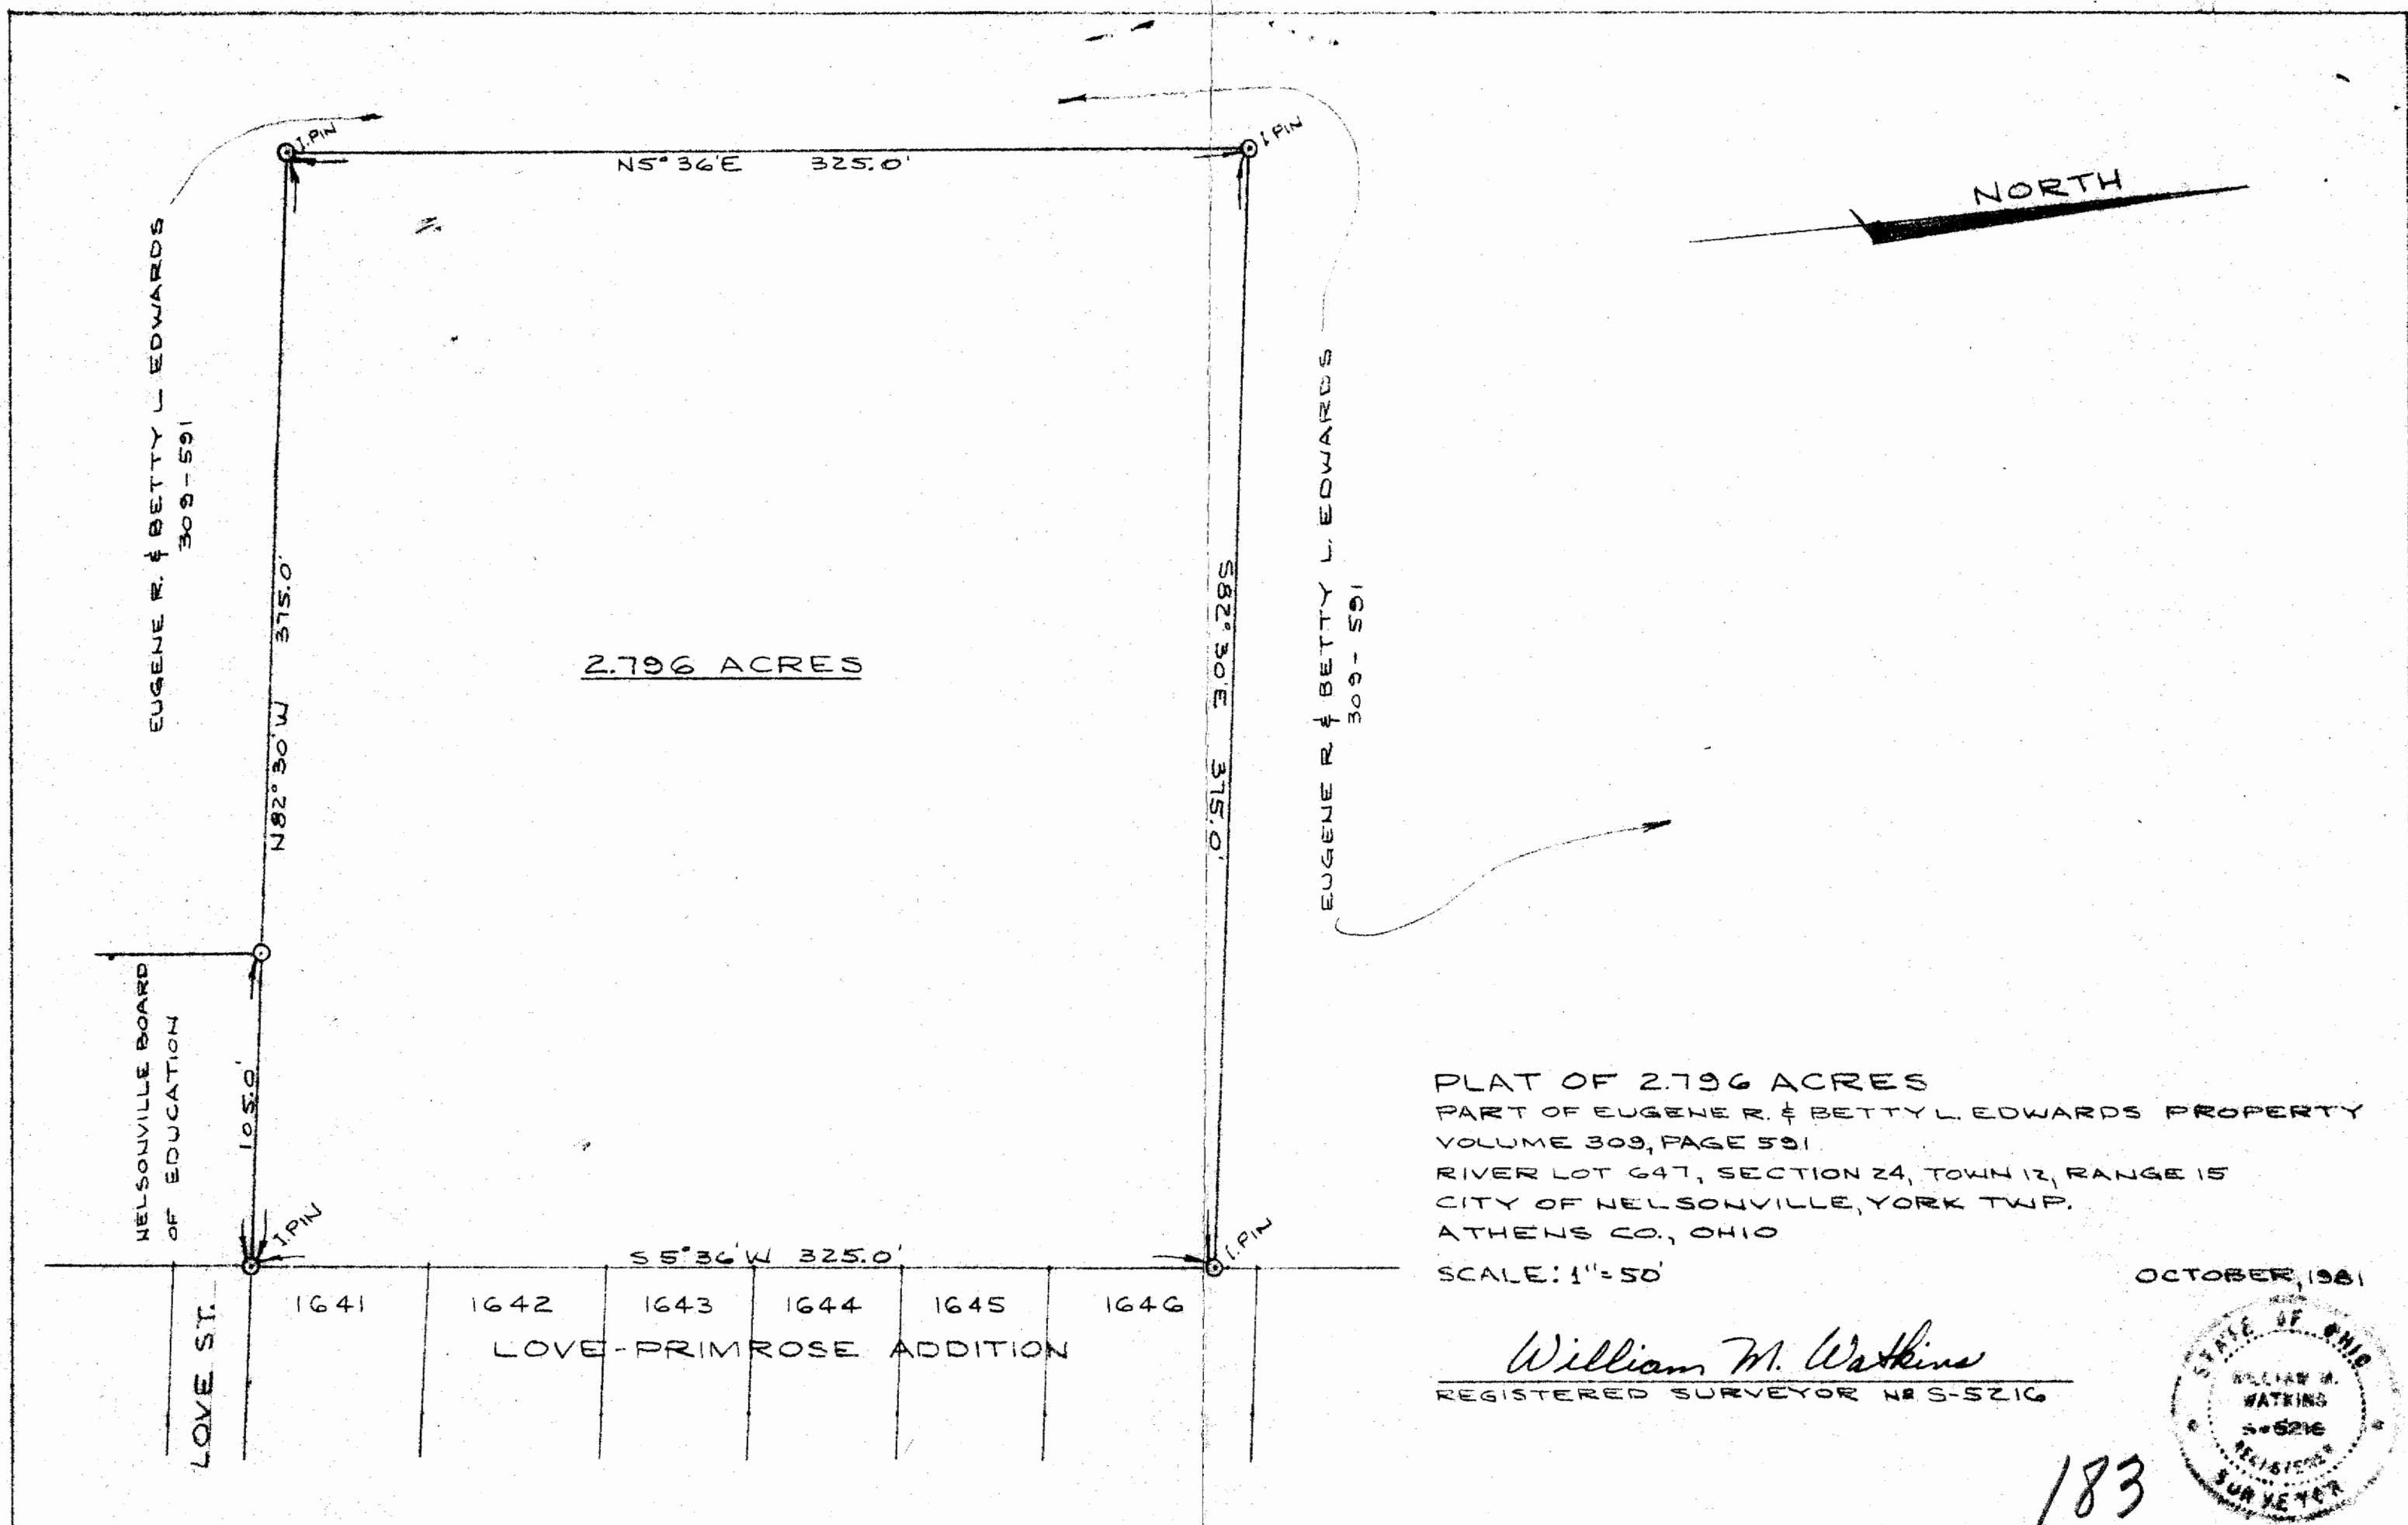 I.PIN
I.PIN
N5°36'E 325.0'
NORTH
EUGENE R. & BETTY L EDWARDS
309-591
N82°30'W 375.0'
2.796 ACRES
S82°30'E 375.0'
EUGENE R & BETTY L. EDWARDS
309-591
NELSONVILLE BOARD
OF EDUCATION
105.0'
I.PIN
I.PIN
S5°36'W 325.0'
LOVE ST.
1641 1642 1643 1644 1645 1646
LOVE-PRIMROSE ADDITION
PLAT OF 2.796 ACRES
PART OF EUGENE R. & BETTY L. EDWARDS PROPERTY
VOLUME 309, PAGE 591
RIVER LOT 647, SECTION 24, TOWN 12, RANGE 15
CITY OF NELSONVILLE, YORK TWP.
ATHENS CO., OHIO
SCALE: 1"=50'
OCTOBER, 1981
William M. Watkins
REGISTERED SURVEYOR Nº S-5216
STATE OF OHIO
WILLIAM M.
WATKINS
S-5216
REGISTERED
SURVEYOR
183